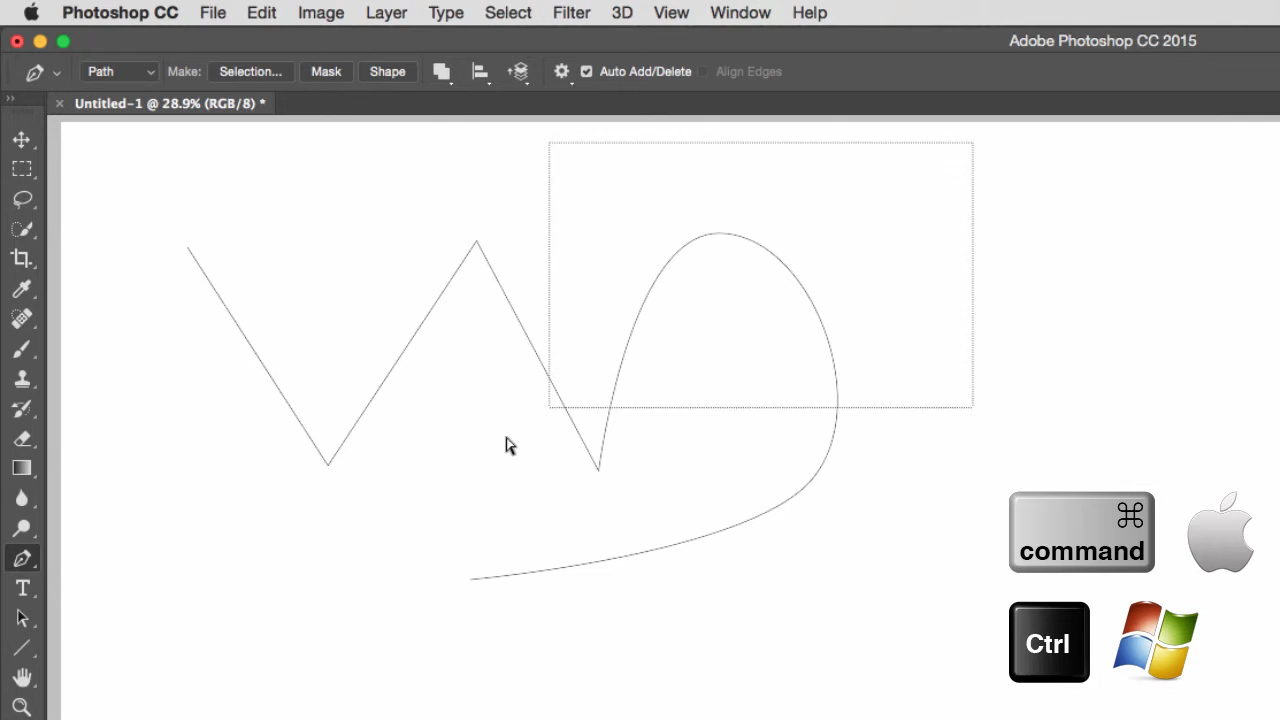 Photoshop CC File Edit Image Layer Type Select Filter 3D View Window Help
Adobe Photoshop CC 2015
Path Make: Selection... Mask Shape Auto Add/Delete Align Edges
Untitled-1 @ 28.9% (RGB/8) *
⌘
command
Ctrl